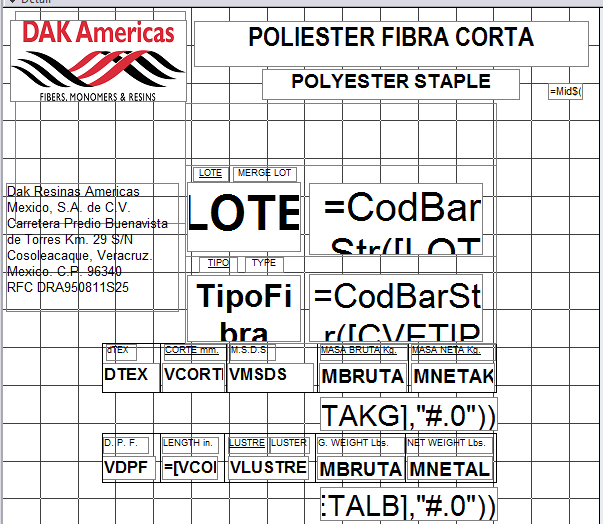 Detail
DAK Americas
FIBERS, MONOMERS & RESINS
POLIESTER FIBRA CORTA
POLYESTER STAPLE
=Mid$(
LOTE MERGE LOT
Dak Resinas Americas
Mexico, S.A. de C.V.
Carretera Predio Buenavista
de Torres Km. 29 S/N
Cosoleacaque, Veracruz.
Mexico. C.P. 96340
RFC DRA950811S25
LOTE
=CodBar
Str([LOT
TIPO TYPE
TipoFi
bra
=CodBarSt
r([CVETIP
dTEX CORTE mm. M.S.D.S. MASA BRUTA Kg. MASA NETA Kg.
DTEX VCORT VMSDS MBRUTA MNETAK
TAKG],"#.0"))
D. P. F. LENGTH in. LUSTRE LUSTER G. WEIGHT Lbs. NET WEIGHT Lbs.
VDPF =[VCO VLUSTRE MBRUTA MNETAL
ETALB],"#.0"))